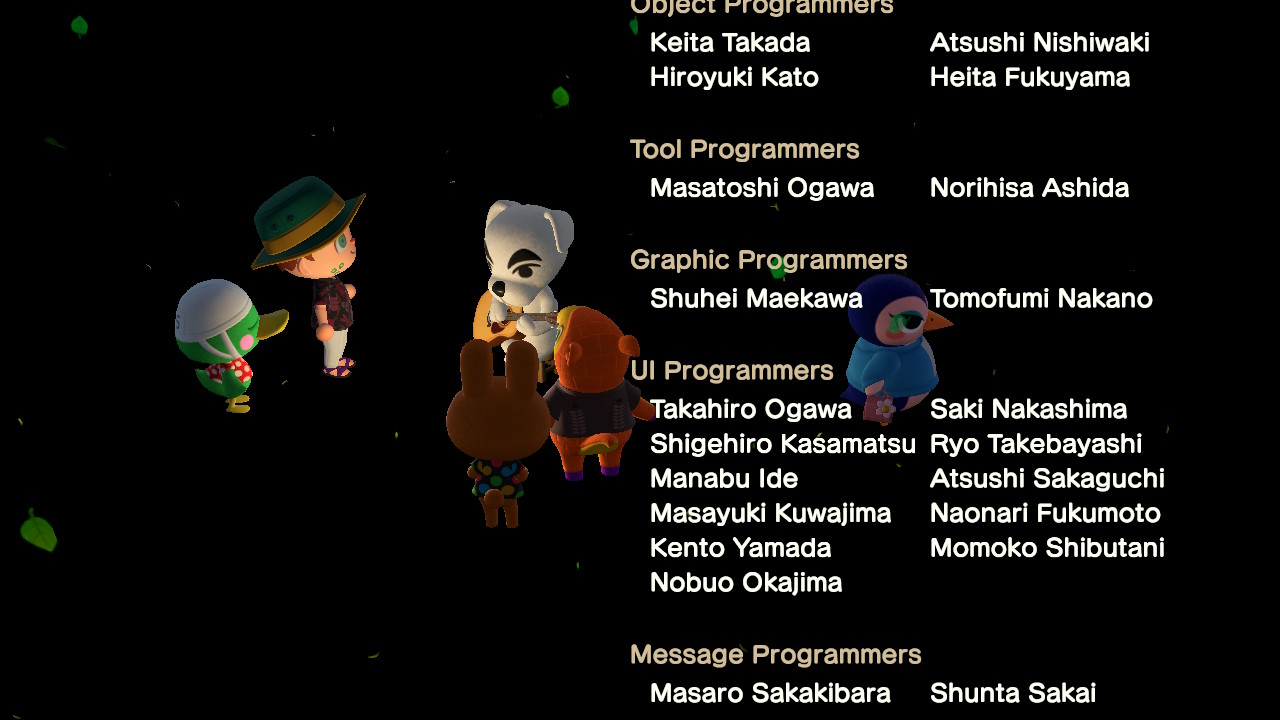 Object Programmers
Keita Takada Atsushi Nishiwaki
Hiroyuki Kato Heita Fukuyama
Tool Programmers
Masatoshi Ogawa Norihisa Ashida
Graphic Programmers
Shuhei Maekawa Tomofumi Nakano
UI Programmers
Takahiro Ogawa Saki Nakashima
Shigehiro Kasamatsu Ryo Takebayashi
Manabu Ide Atsushi Sakaguchi
Masayuki Kuwajima Naonari Fukumoto
Kento Yamada Momoko Shibutani
Nobuo Okajima
Message Programmers
Masaro Sakakibara Shunta Sakai